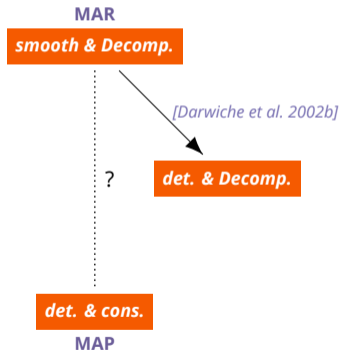 MAR
smooth & Decomp.
[Darwiche et al. 2002b]
?
det. & Decomp.
det. & cons.
MAP